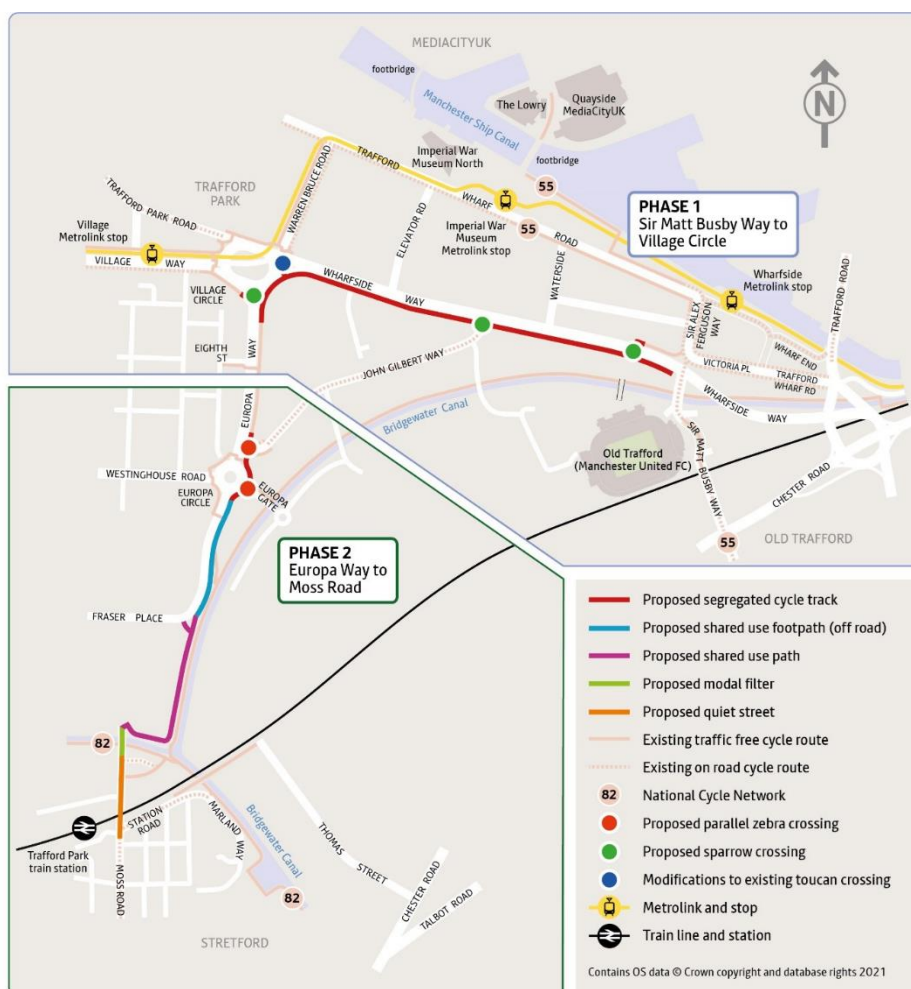 MEDIACITYUK
footbridge
The Lowry
Quayside
MediaCityUK
Manchester Ship Canal
N
Imperial War
Museum North
footbridge
TRAFFORD
WHARF
ROAD
55
TRAFFORD
PARK
TRAFFORD PARK ROAD
WARREN BRUCE ROAD
ELEVATOR RD
Imperial War
Museum
Metrolink stop
55
PHASE 1
Sir Matt Busby Way to
Village Circle
Village
Metrolink stop
VILLAGE WAY
VILLAGE
CIRCLE
WHARFSIDE
WAY
WATERSIDE
Wharfside
Metrolink stop
TRAFFORD ROAD
SIR ALEX
FERGUSON
WAY
WHARF END
EIGHTH
ST
WAY
JOHN GILBERT WAY
VICTORIA PL
TRAFFORD
WHARF RD
EUROPA
Bridgewater Canal
WHARFSIDE
WAY
Old Trafford
(Manchester United FC)
SIR MATT BUSBY WAY
CHESTER ROAD
WESTINGHOUSE ROAD
EUROPA
CIRCLE
EUROPA
GATE
55
OLD TRAFFORD
PHASE 2
Europa Way to
Moss Road
FRASER PLACE
82
STATION
ROAD
MARLAND
WAY
Bridgewater
Canal
Trafford Park
train station
MOSS ROAD
THOMAS
STREET
CHESTER ROAD
TALBOT ROAD
82
STRETFORD
Proposed segregated cycle track
Proposed shared use footpath (off road)
Proposed shared use path
Proposed modal filter
Proposed quiet street
Existing traffic free cycle route
Existing on road cycle route
82 National Cycle Network
Proposed parallel zebra crossing
Proposed sparrow crossing
Modifications to existing toucan crossing
Metrolink and stop
Train line and station
Contains OS data © Crown copyright and database rights 2021